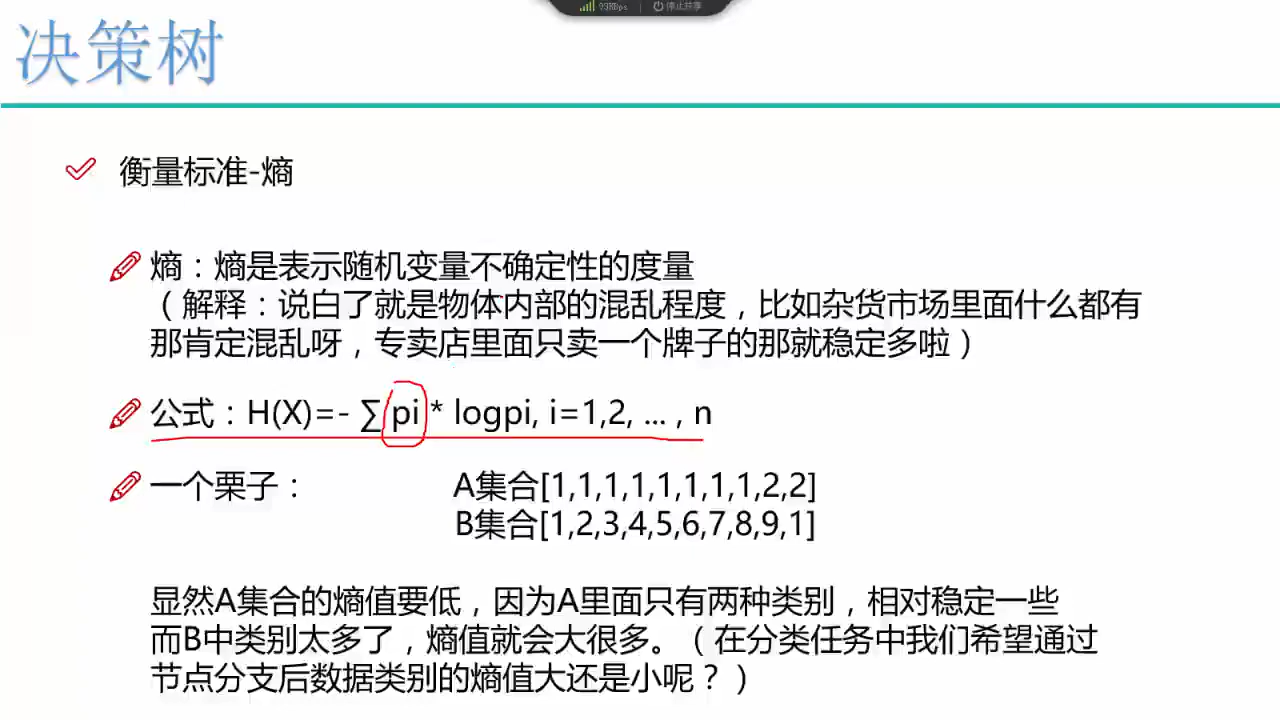 停止共享
决策树
衡量标准-熵
熵：熵是表示随机变量不确定性的度量
（解释：说白了就是物体内部的混乱程度，比如杂货市场里面什么都有
那肯定混乱呀，专卖店里面只卖一个牌子的那就稳定多啦）
公式：H(X)=- ∑ pi * logpi, i=1,2, ... , n
一个栗子：
A集合[1,1,1,1,1,1,1,1,2,2]
B集合[1,2,3,4,5,6,7,8,9,1]
显然A集合的熵值要低，因为A里面只有两种类别，相对稳定一些
而B中类别太多了，熵值就会大很多。（在分类任务中我们希望通过
节点分支后数据类别的熵值大还是小呢？）